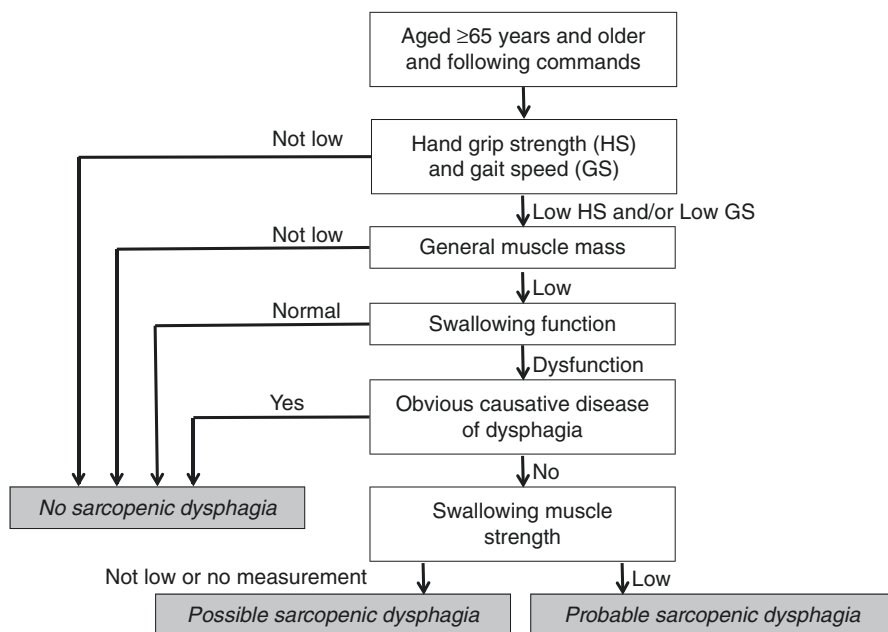 Aged ≥65 years and older
and following commands
Not low
Hand grip strength (HS)
and gait speed (GS)
Low HS and/or Low GS
Not low
General muscle mass
Low
Normal
Swallowing function
Dysfunction
Yes
Obvious causative disease
of dysphagia
No
No sarcopenic dysphagia
Swallowing muscle
strength
Not low or no measurement
Low
Possible sarcopenic dysphagia
Probable sarcopenic dysphagia